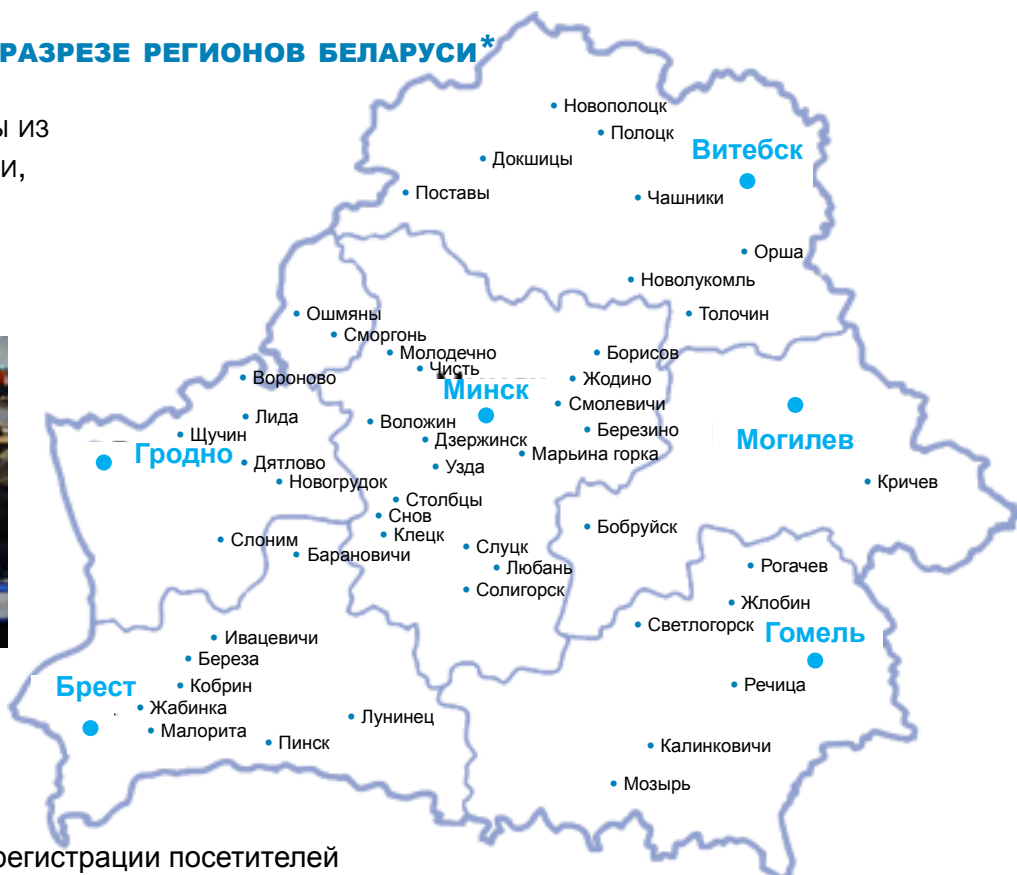 РАЗРЕЗЕ РЕГИОНОВ БЕЛАРУСИ*
ы из
и,
Новополоцк
Полоцк
Витебск
Докшицы
Поставы
Чашники
Орша
Новолукомль
Толочин
Ошмяны
Сморгонь
Молодечно
Чисть
Борисов
Вороново
Жодино
Минск
Смолевичи
Лида
Воложин
Березино
Щучин
Дзержинск
Могилев
Гродно
Марьина горка
Дятлово
Узда
Новогрудок
Кричев
Столбцы
Снов
Бобруйск
Клецк
Слоним
Слуцк
Барановичи
Любань
Рогачев
Солигорск
Жлобин
Светлогорск
Гомель
Ивацевичи
Береза
Брест
Кобрин
Речица
Жабинка
Лунинец
Малорита
Пинск
Калинковичи
Мозырь
регистрации посетителей